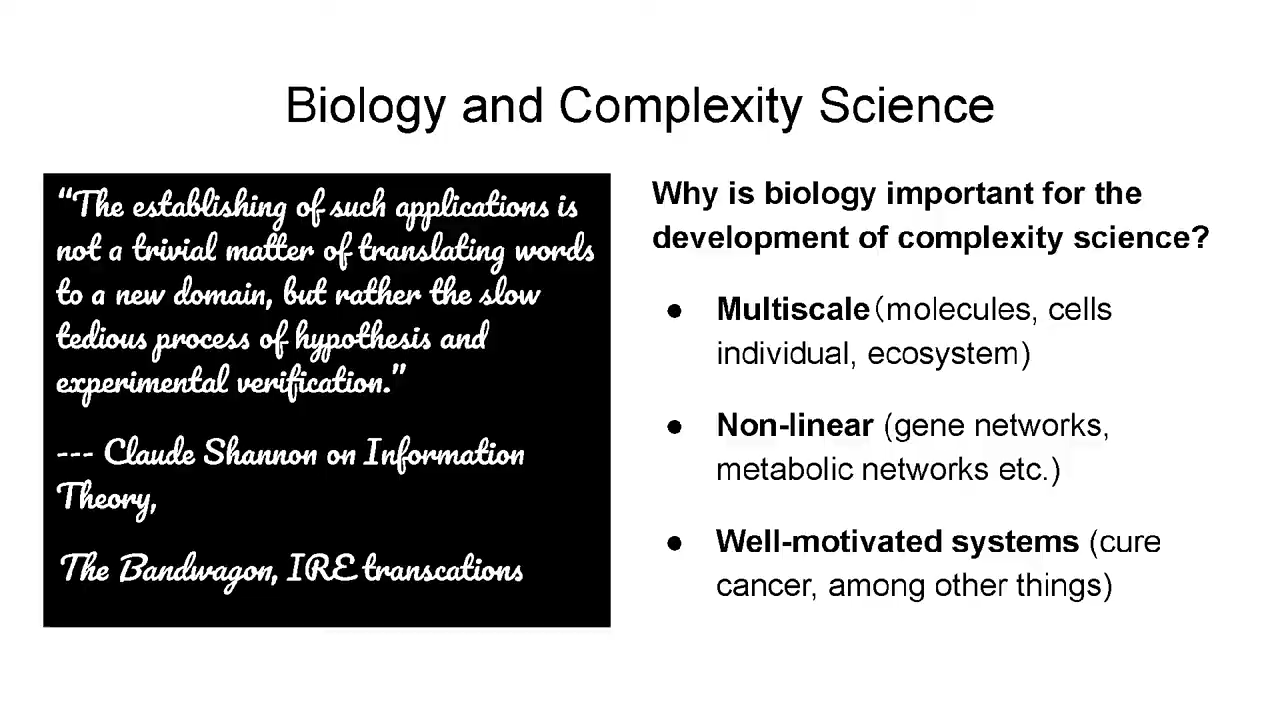 Biology and Complexity Science
“The establishing of such applications is
not a trivial matter of translating words
to a new domain, but rather the slow
tedious process of hypothesis and
experimental verification.”
--- Claude Shannon on Information
Theory,
The Bandwagon, IRE transcations
Why is biology important for the
development of complexity science?
● Multiscale (molecules, cells
individual, ecosystem)
● Non-linear (gene networks,
metabolic networks etc.)
● Well-motivated systems (cure
cancer, among other things)